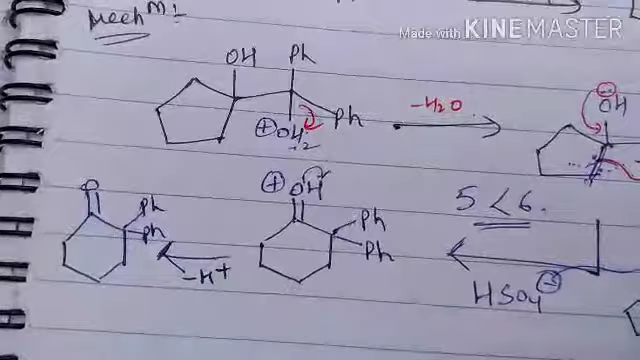 Mech^m:-
Made with KINEMASTER
OH Ph
Ph
⊕OH₂
-H₂O
OH
O
Ph
Ph
⊕
OH
Ph
Ph
5 < 6.
-H⁺
HSO₄⊖